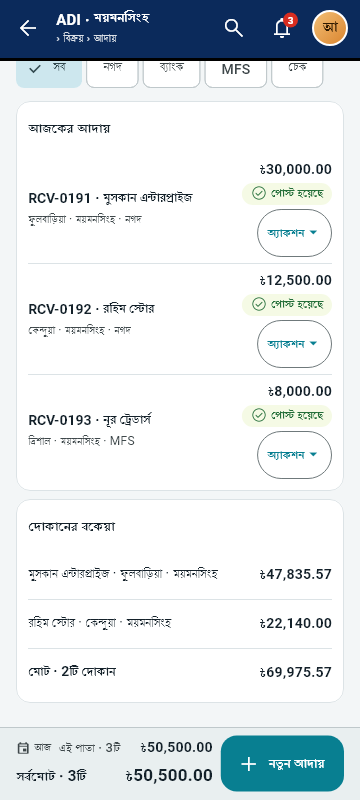 ADI · ময়মনসিংহ
› বিক্রয় › আদায়
3
আ
সব
নগদ
ব্যাংক
MFS
চেক
আজকের আদায়
৳30,000.00
RCV-0191 · মুসকান এন্টারপ্রাইজ
পোস্ট হয়েছে
ফুলবাড়িয়া · ময়মনসিংহ · নগদ
অ্যাকশন
৳12,500.00
RCV-0192 · রহিম স্টোর
পোস্ট হয়েছে
কেন্দুয়া · ময়মনসিংহ · নগদ
অ্যাকশন
৳8,000.00
RCV-0193 · নূর ট্রেডার্স
পোস্ট হয়েছে
ত্রিশাল · ময়মনসিংহ · MFS
অ্যাকশন
দোকানের বকেয়া
মুসকান এন্টারপ্রাইজ · ফুলবাড়িয়া · ময়মনসিংহ ৳47,835.57
রহিম স্টোর · কেন্দুয়া · ময়মনসিংহ ৳22,140.00
মোট · 2টি দোকান ৳69,975.57
আজ এই পাতা · 3টি ৳50,500.00
সর্বমোট · 3টি ৳50,500.00
নতুন আদায়